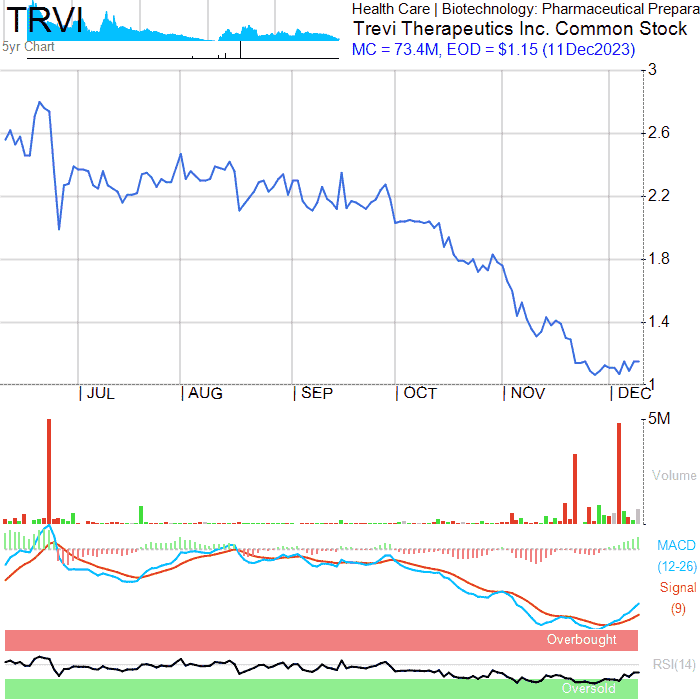 TRVI
5yr Chart
Health Care | Biotechnology: Pharmaceutical Prepara
Trevi Therapeutics Inc. Common Stock
MC = 73.4M, EOD = $1.15 (11Dec2023)
3
2.6
2.2
1.8
1.4
1
| JUL | AUG | SEP | OCT | NOV | DEC
5M
Volume
MACD
(12-26)
Signal
(9)
Overbought
RSI(14)
Oversold